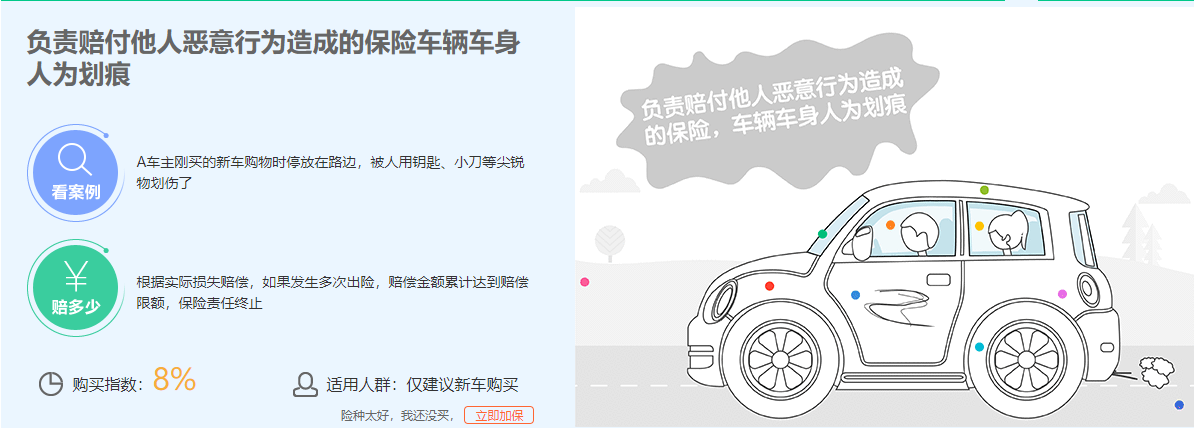 负责赔付他人恶意行为造成的保险车辆车身
人为划痕
看案例
A车主刚买的新车购物时停放在路边，被人用钥匙、小刀等尖锐
物划伤了
赔多少
根据实际损失赔偿，如果发生多次出险，赔偿金额累计达到赔偿
限额，保险责任终止
购买指数：8%
适用人群：仅建议新车购买
险种太好，我还没买，
立即加保
负责赔付他人恶意行为造成
的保险，车辆车身人为划痕